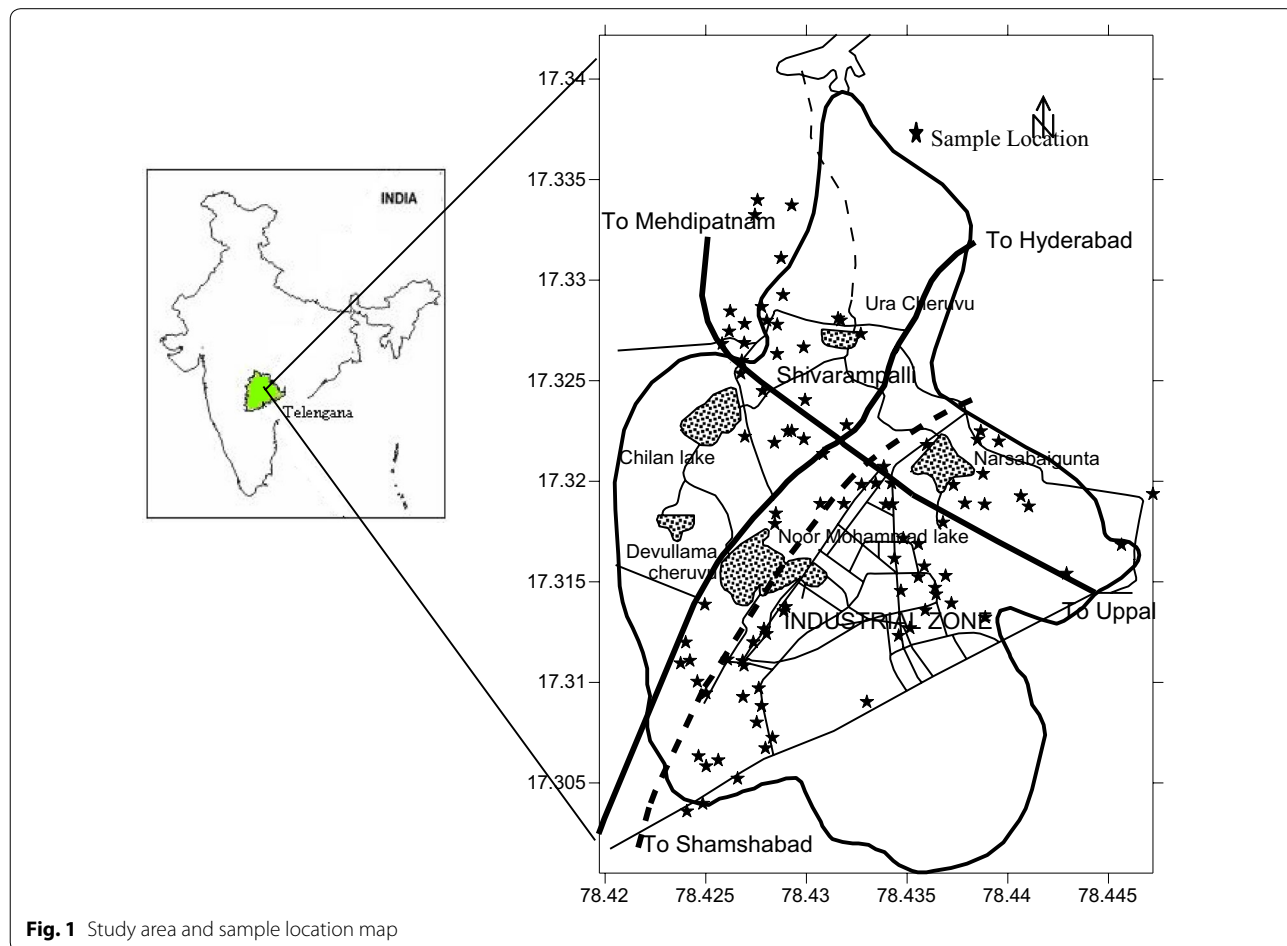 INDIA
Telengana
17.34
17.335
17.33
17.325
17.32
17.315
17.31
17.305
78.42 78.425 78.43 78.435 78.44 78.445
N
Sample Location
To Mehdipatnam
To Hyderabad
Ura Cheruvu
Shivarampalli
Chilan lake
Narsabaigunta
Noor Mohammad lake
Devullama
cheruvu
INDUSTRIAL ZONE
To Uppal
To Shamshabad
Fig. 1 Study area and sample location map